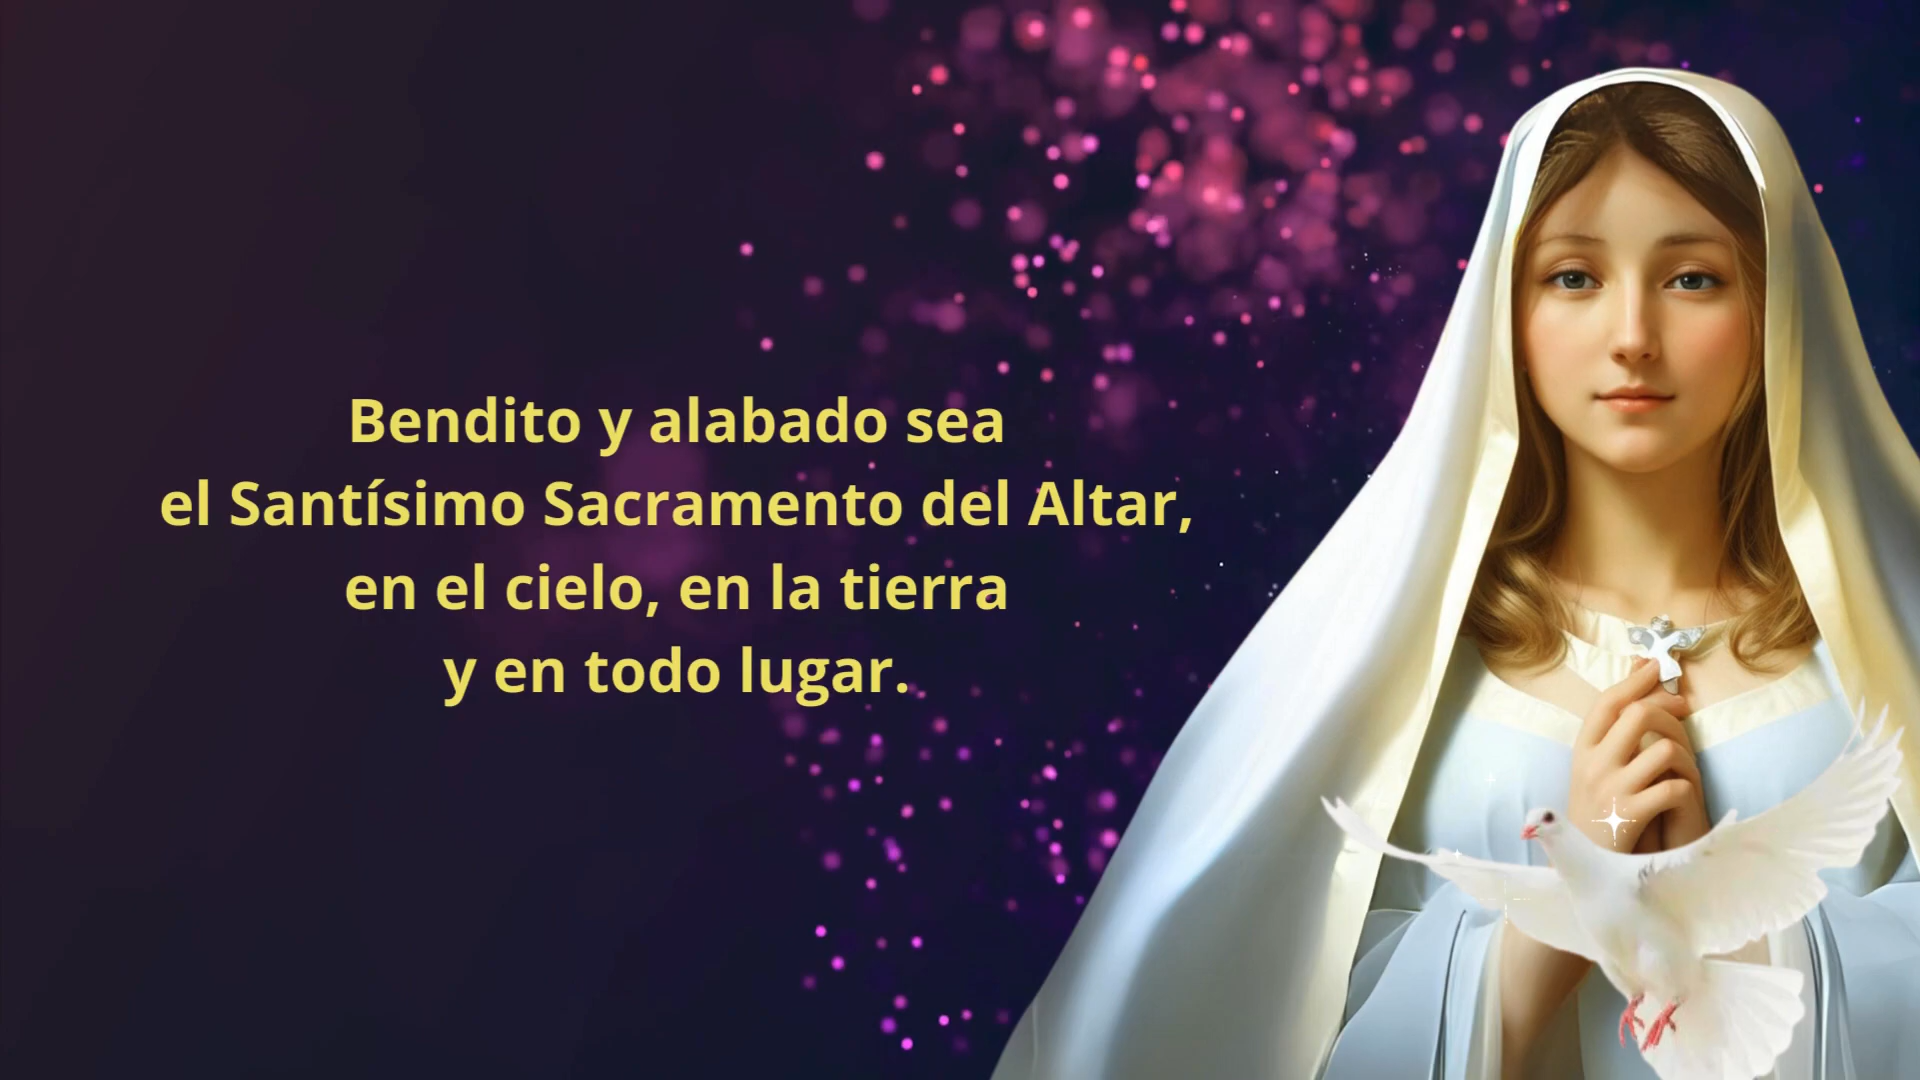 Bendito y alabado sea
el Santísimo Sacramento del Altar,
en el cielo, en la tierra
y en todo lugar.